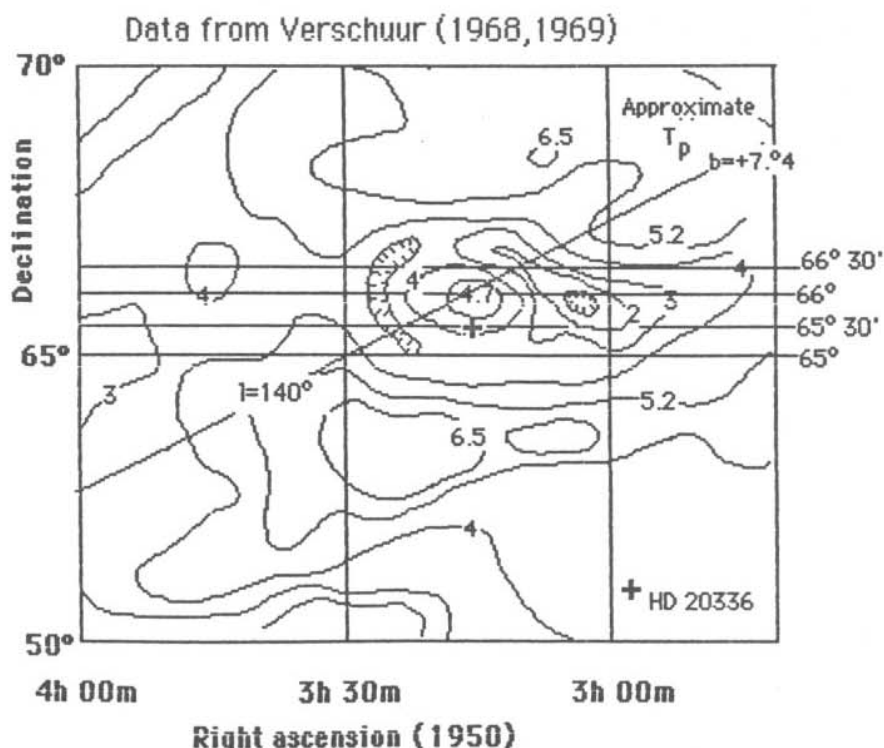 Data from Verschuur (1968,1969)
70°
Approximate
Tp
6.5
b=+7.°4
Declination
5.2
4
66° 30'
4
4
4.7
3
66°
2
65° 30'
65°
65°
3
l=140°
5.2
6.5
4
+ HD 20336
50°
4h 00m
3h 30m
3h 00m
Right ascension (1950)